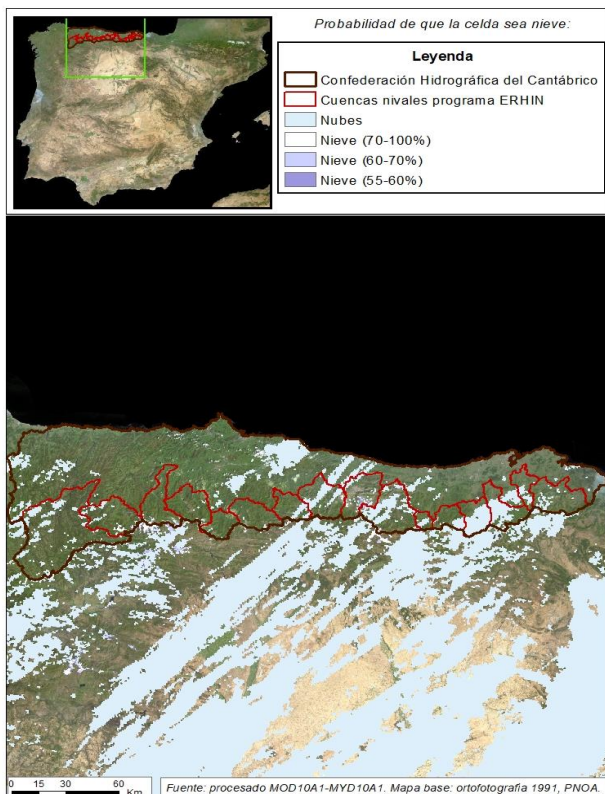 Probabilidad de que la celda sea nieve:
Leyenda
Confederación Hidrográfica del Cantábrico
Cuencas nivales programa ERHIN
Nubes
Nieve (70-100%)
Nieve (60-70%)
Nieve (55-60%)
0 15 30 60
Km
Fuente: procesado MOD10A1-MYD10A1. Mapa base: ortofotografía 1991, PNOA.